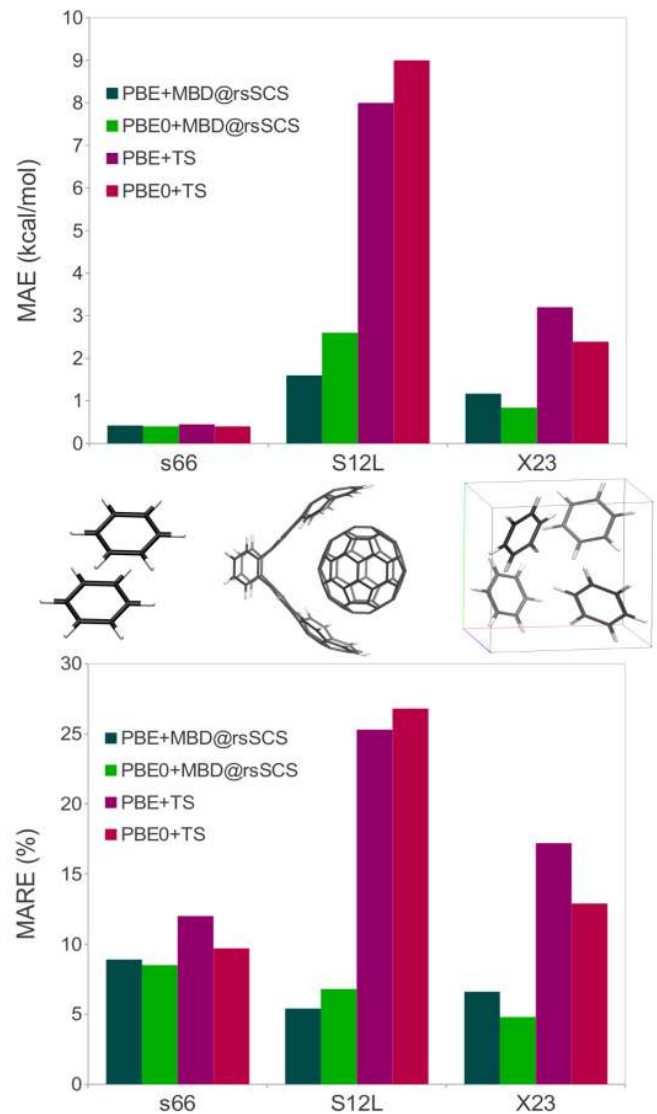 10
9
8
7
6
5
4
3
2
1
0
MAE (kcal/mol)
PBE+MBD@rsSCS
PBE0+MBD@rsSCS
PBE+TS
PBE0+TS
s66 S12L X23
30
25
20
15
10
5
0
MARE (%)
PBE+MBD@rsSCS
PBE0+MBD@rsSCS
PBE+TS
PBE0+TS
s66 S12L X23